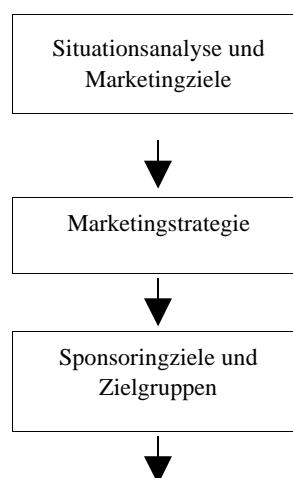 Situationsanalyse und
Marketingziele
Marketingstrategie
Sponsoringziele und
Zielgruppen